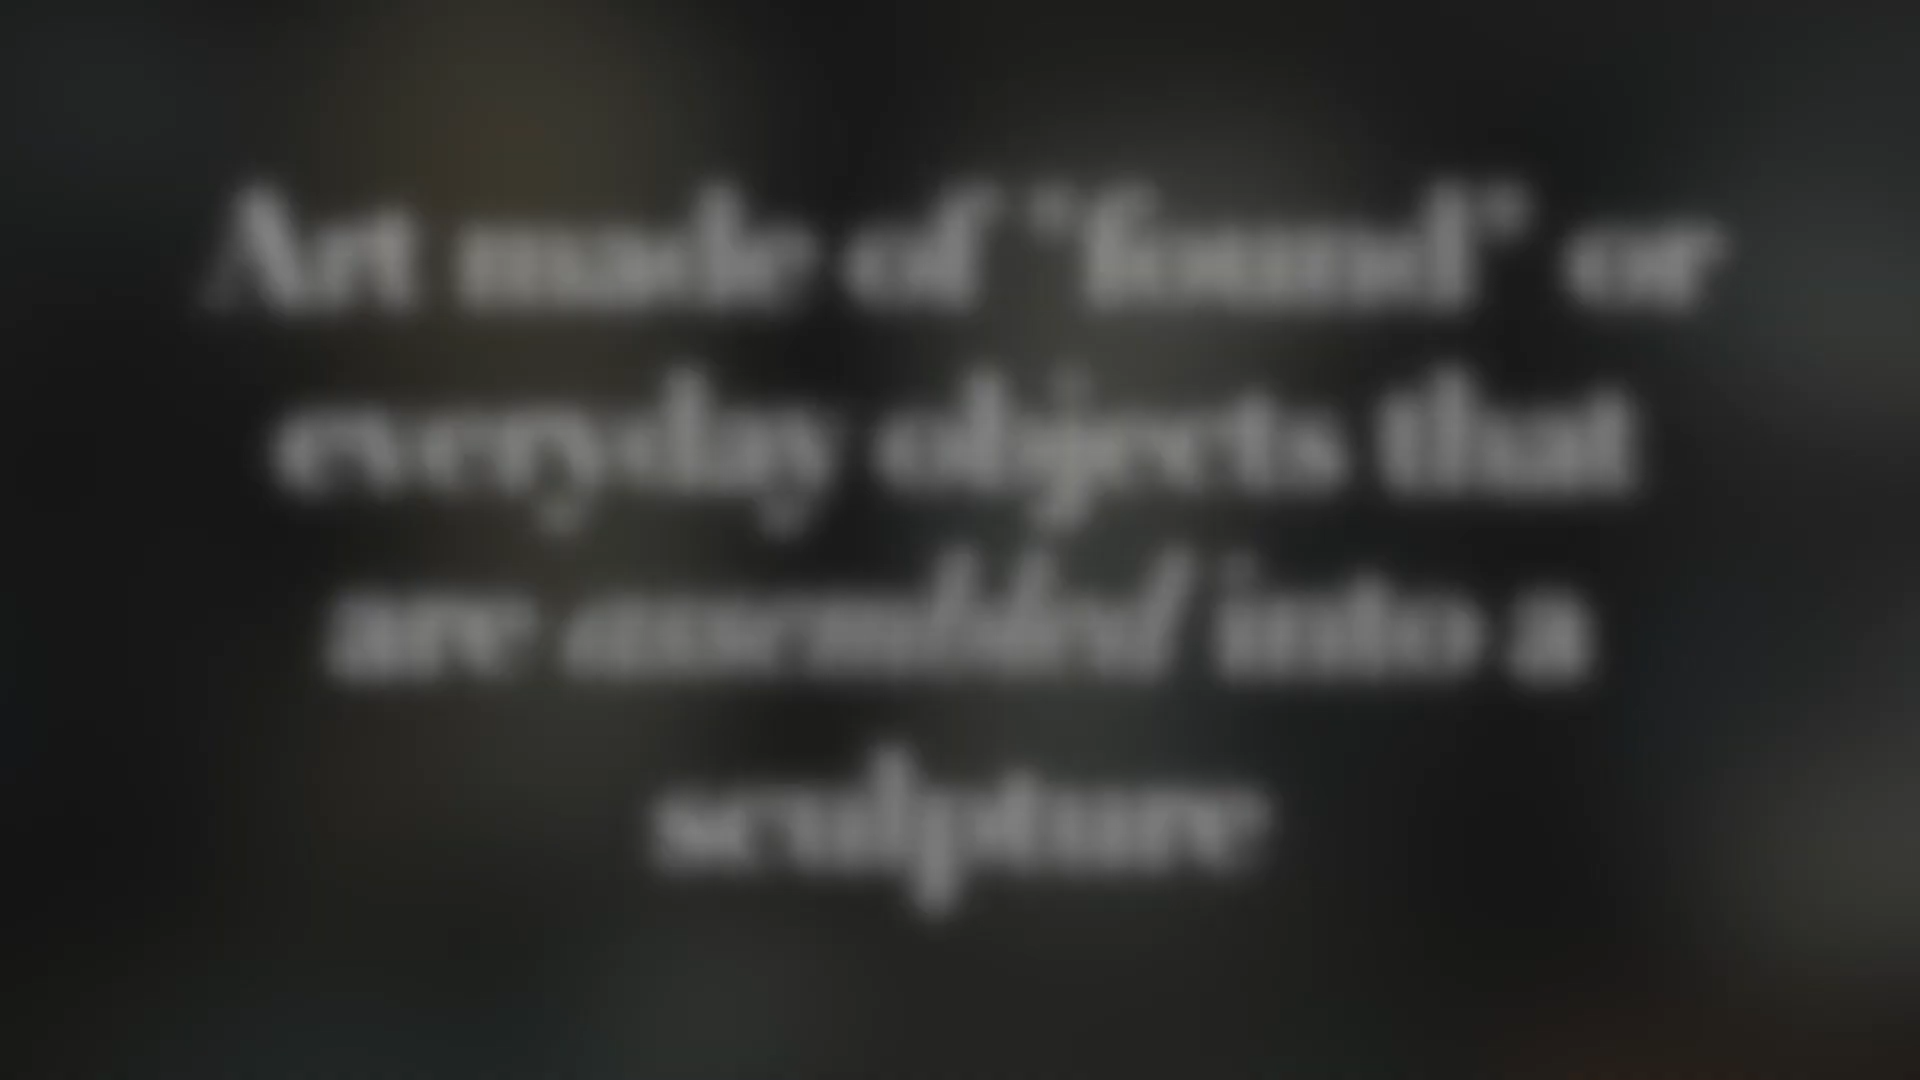 Art made of "found" or
everyday objects that
are assembled into a
sculpture